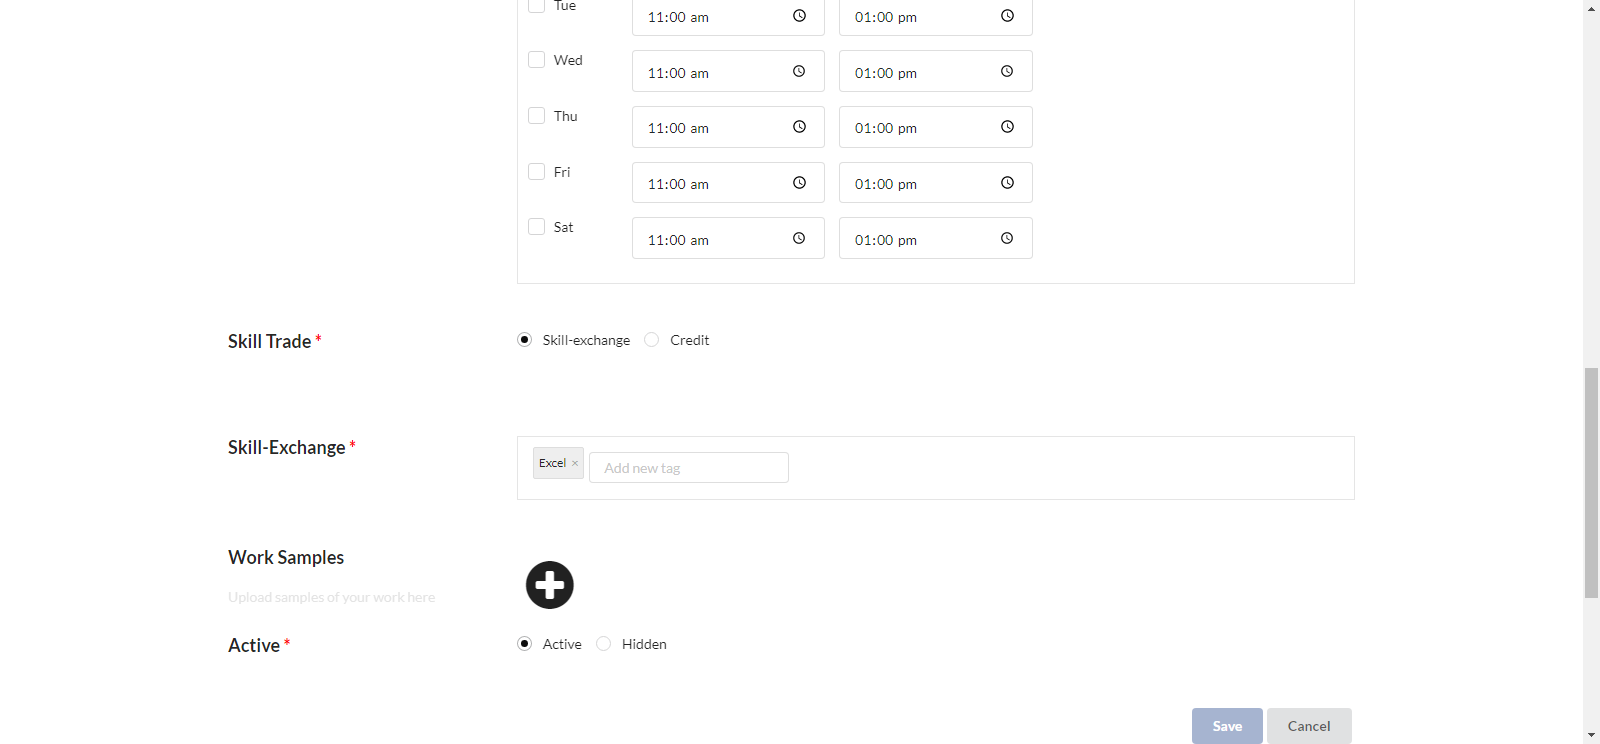 Tue 11:00 am 01:00 pm
Wed 11:00 am 01:00 pm
Thu 11:00 am 01:00 pm
Fri 11:00 am 01:00 pm
Sat 11:00 am 01:00 pm
Skill Trade * Skill-exchange Credit
Skill-Exchange * Excel × Add new tag
Work Samples
Upload samples of your work here
Active * Active Hidden
Save Cancel